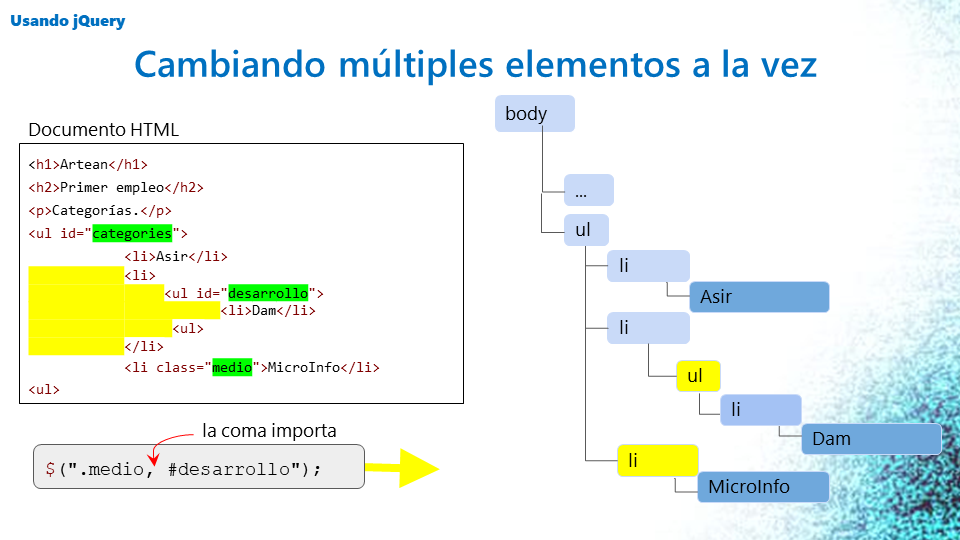 Usando jQuery
Cambiando múltiples elementos a la vez
Documento HTML
<h1>Artean</h1>
<h2>Primer empleo</h2>
<p>Categorías.</p>
<ul id="categories">
<li>Asir</li>
<li>
<ul id="desarrollo">
<li>Dam</li>
<ul>
</li>
<li class="medio">MicroInfo</li>
<ul>
la coma importa
$(".medio, #desarrollo");
body
...
ul
li
Asir
li
ul
li
Dam
li
MicroInfo